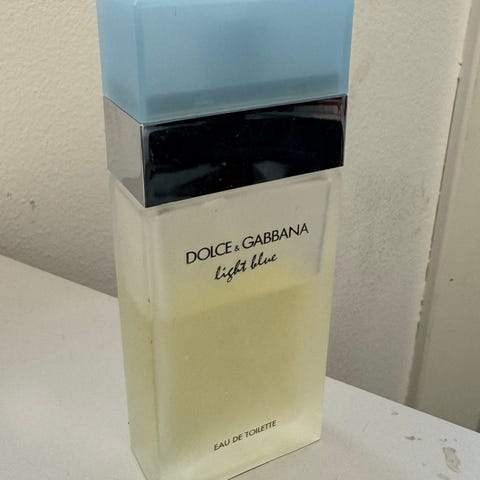 DOLCE & GABBANA
light blue
EAU DE TOILETTE